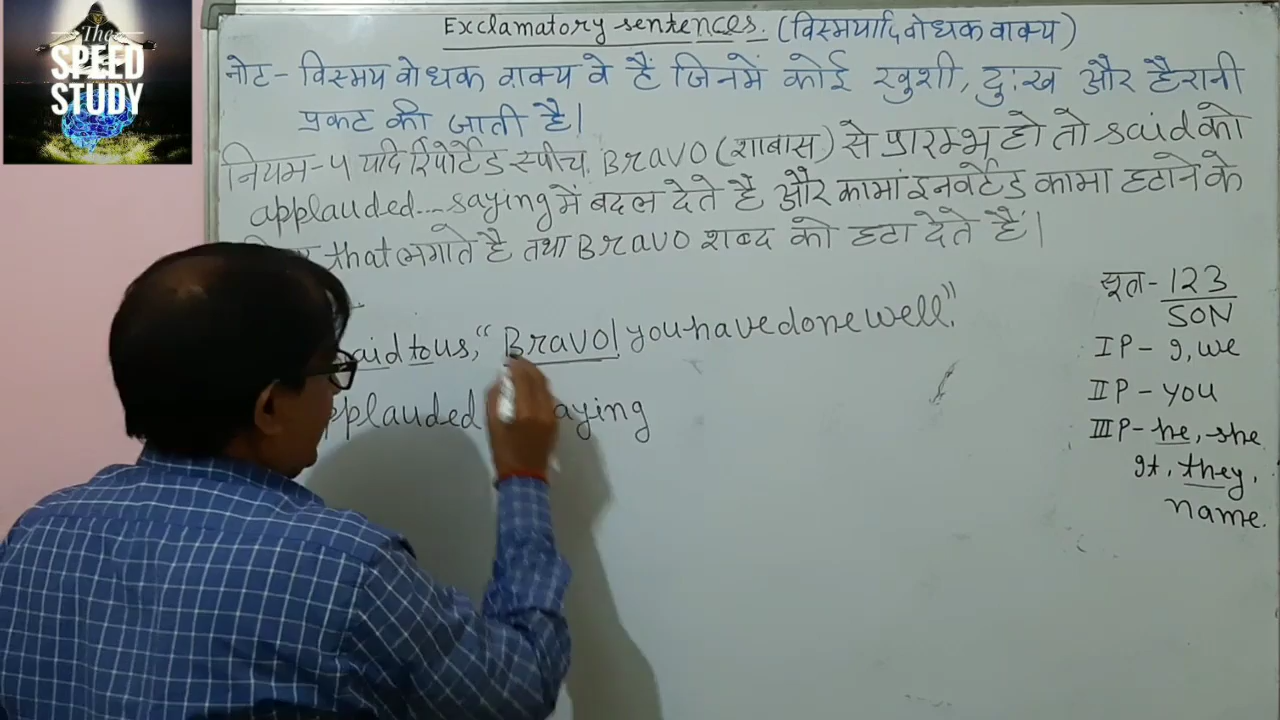 The
SPEED
STUDY
Exclamatory sentences. (विस्मयादि बोधक वाक्य)
नोट - विस्मय बोधक वाक्य वे हैं जिनमें कोई खुशी, दुःख और हैरानी
प्रकट की जाती है।
नियम-५ यदि रिपोर्टेड स्पीच, Bravo (शाबास) से प्रारम्भ हो तो said को
applauded....saying में बदल देते हैं और कामा इनवर्टेड कामा हटाने के
that लगाते है तथा Bravo शब्द को हटा देते हैं।
said to us, "Bravo! you have done well."
applauded saying
सूत्र - 123
SON
I P - I, we
II P - you
III P - he, she
It, they,
name.